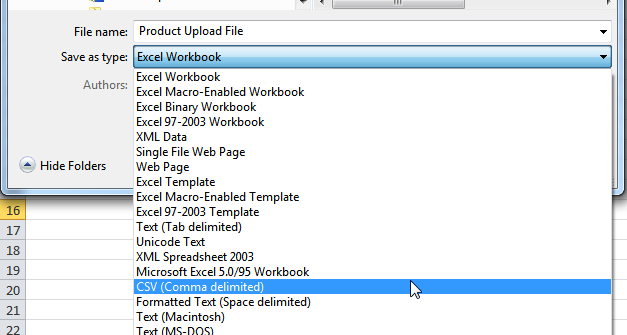 File name: Product Upload File
Save as type: Excel Workbook
Authors:
Excel Workbook
Excel Macro-Enabled Workbook
Excel Binary Workbook
Excel 97-2003 Workbook
XML Data
Single File Web Page
Web Page
Excel Template
Excel Macro-Enabled Template
Excel 97-2003 Template
Text (Tab delimited)
Unicode Text
XML Spreadsheet 2003
Microsoft Excel 5.0/95 Workbook
CSV (Comma delimited)
Formatted Text (Space delimited)
Text (Macintosh)
Text (MS-DOS)
Hide Folders
16
17
18
19
20
21
22